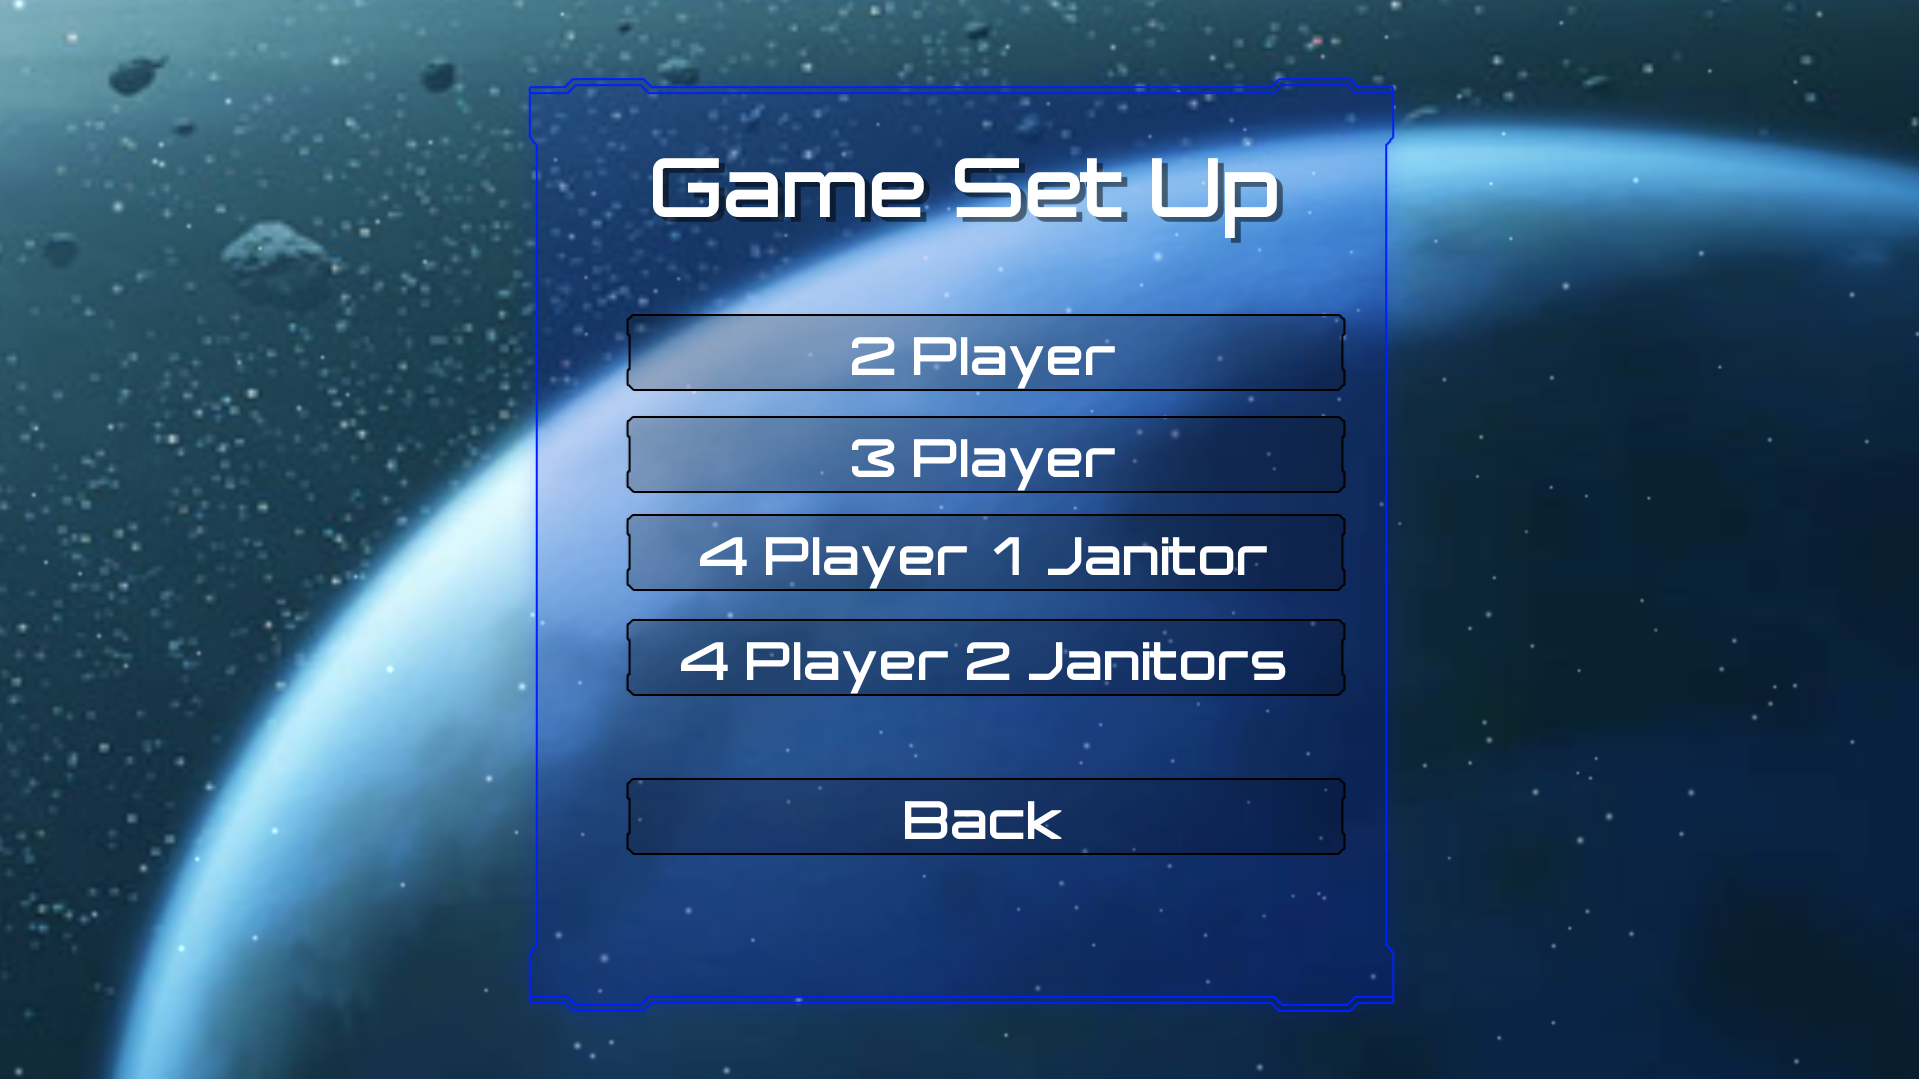 Game Set Up
2 Player
3 Player
4 Player 1 Janitor
4 Player 2 Janitors
Back